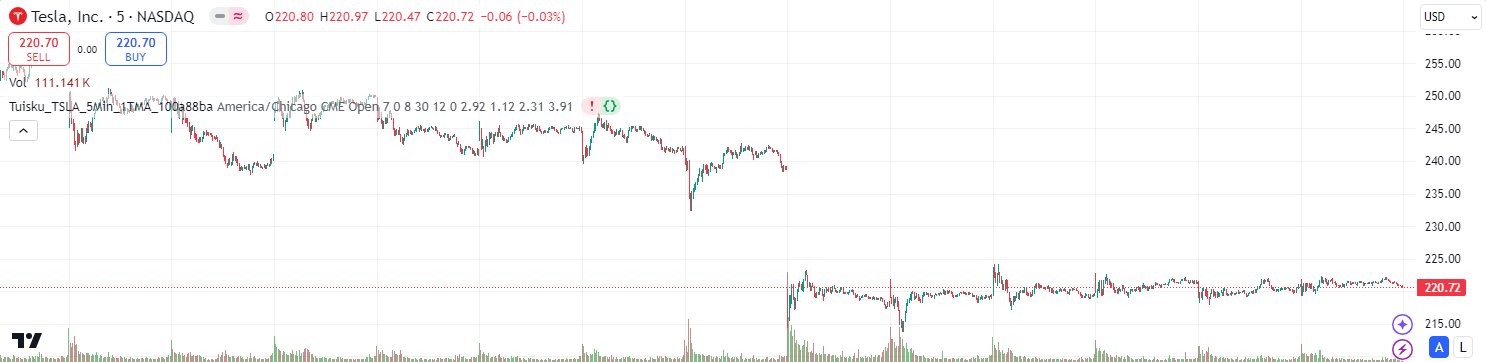 Tesla, Inc. · 5 · NASDAQ O220.80 H220.97 L220.47 C220.72 −0.06 (−0.03%)
USD
220.70 SELL
0.00
220.70 BUY
Vol 111.141 K
Tuisku_TSLA_5Min_1TMA_100a88ba America/Chicago CME Open 7 0 8 30 12 0 2.92 1.12 2.31 3.91
255.00
250.00
245.00
240.00
235.00
230.00
225.00
220.72
215.00
A L